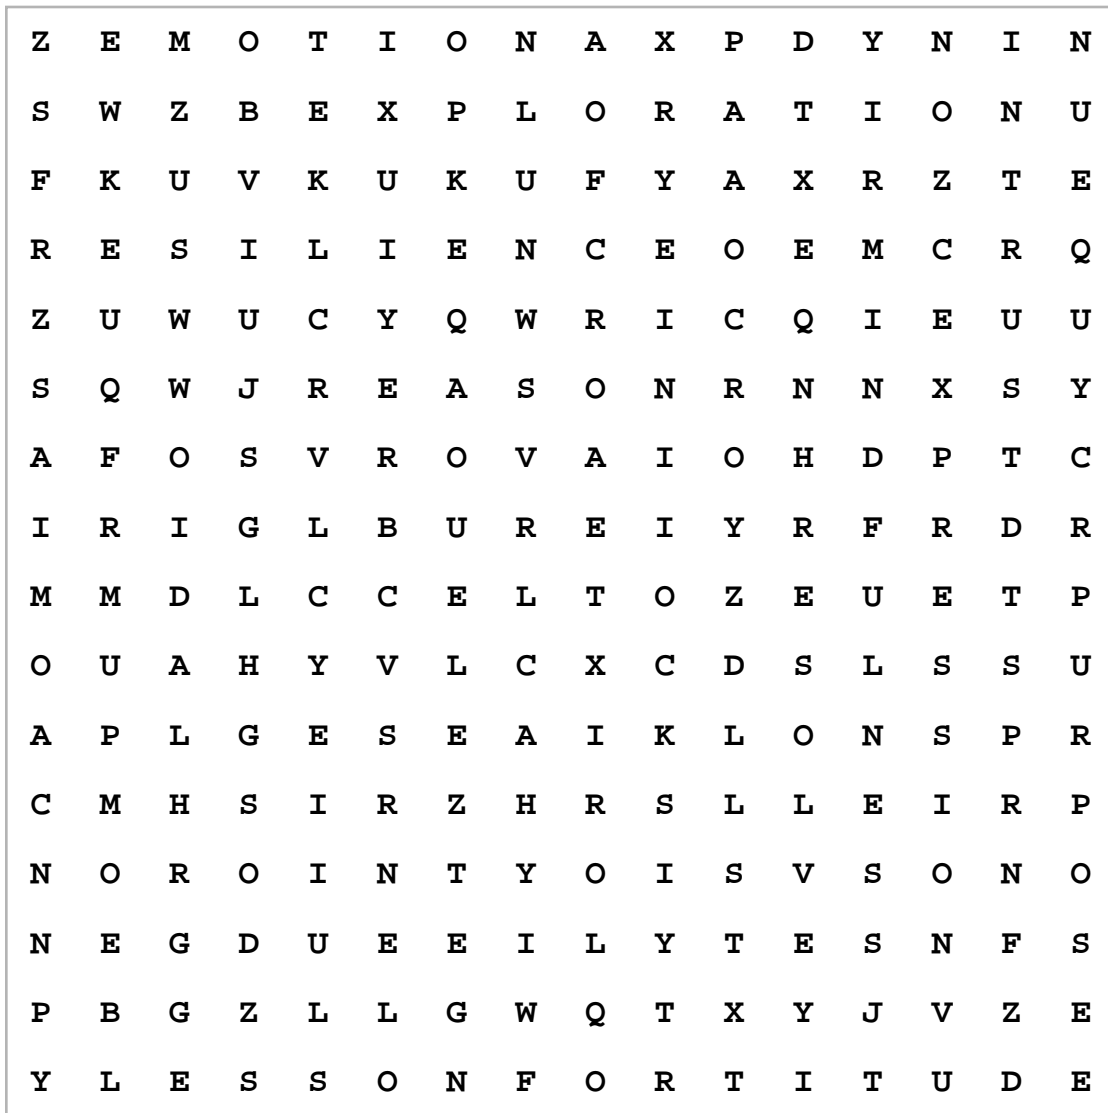 Z E M O T I O N A X P D Y N I N
S W Z B E X P L O R A T I O N U
F K U V K U K U F Y A X R Z T E
R E S I L I E N C E O E M C R Q
Z U W U C Y Q W R I C Q I E U U
S Q W J R E A S O N R N N X S Y
A F O S V R O V A I O H D P T C
I R I G L B U R E I Y R F R D R
M M D L C C E L T O Z E U E T P
O U A H Y V L C X C D S L S S U
A P L G E S E A I K L O N S P R
C M H S I R Z H R S L L E I R P
N O R O I N T Y O I S V S O N O
N E G D U E E I L Y T E S N F S
P B G Z L L G W Q T X Y J V Z E
Y L E S S O N F O R T I T U D E